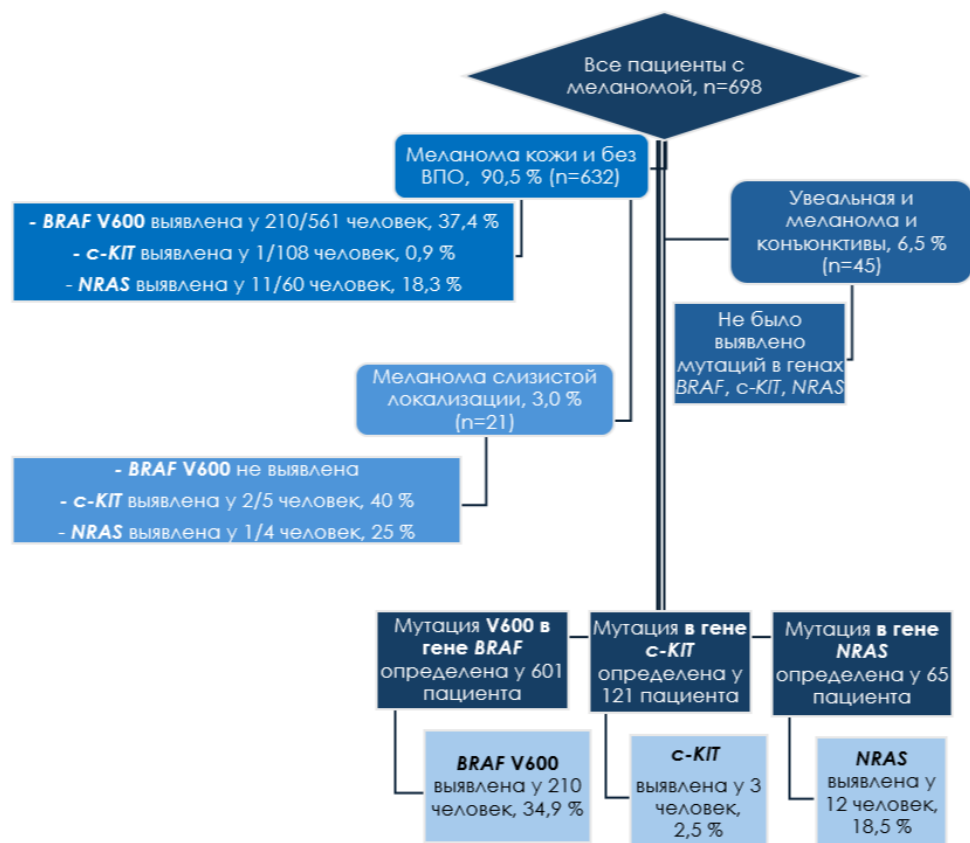 Все пациенты с
меланомой, n=698
Меланома кожи и без
ВПО, 90,5 % (n=632)
- BRAF V600 выявлена у 210/561 человек, 37,4 %
- c-KIT выявлена у 1/108 человек, 0,9 %
- NRAS выявлена у 11/60 человек, 18,3 %
Увеальная и
меланома и
конъюнктивы, 6,5 %
(n=45)
Не было
выявлено
мутаций в генах
BRAF, c-KIT, NRAS
Меланома слизистой
локализации, 3,0 %
(n=21)
- BRAF V600 не выявлена
- c-KIT выявлена у 2/5 человек, 40 %
- NRAS выявлена у 1/4 человек, 25 %
Мутация V600 в
гене BRAF
определена у 601
пациента
Мутация в гене
c-KIT
определена у
121 пациента
Мутация в гене
NRAS
определена у 65
пациента
BRAF V600
выявлена у 210
человек, 34,9 %
c-KIT
выявлена у 3
человек,
2,5 %
NRAS
выявлена у
12 человек,
18,5 %